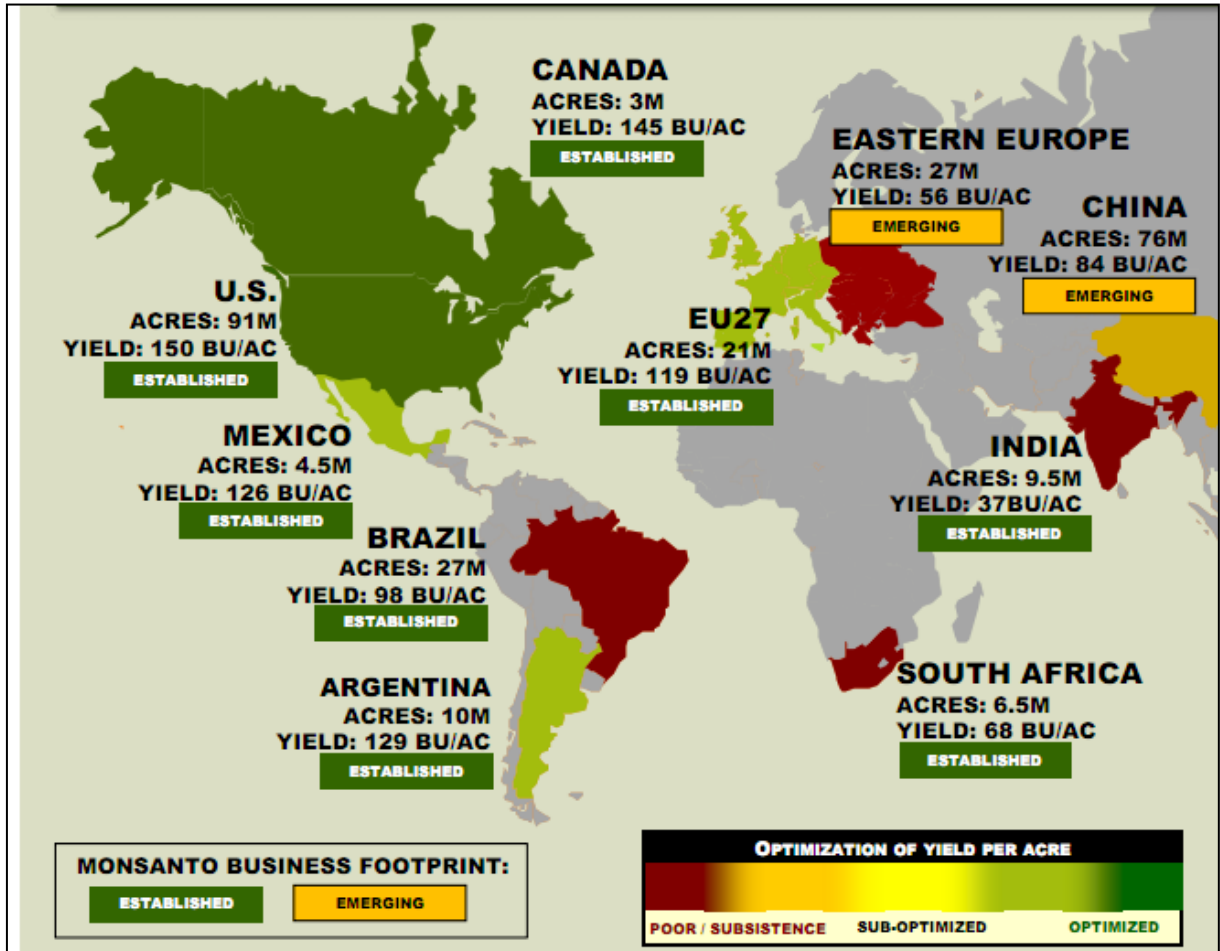 CANADA
ACRES: 3M
YIELD: 145 BU/AC
ESTABLISHED
EASTERN EUROPE
ACRES: 27M
YIELD: 56 BU/AC
EMERGING
CHINA
ACRES: 76M
YIELD: 84 BU/AC
EMERGING
U.S.
ACRES: 91M
YIELD: 150 BU/AC
ESTABLISHED
EU27
ACRES: 21M
YIELD: 119 BU/AC
ESTABLISHED
MEXICO
ACRES: 4.5M
YIELD: 126 BU/AC
ESTABLISHED
INDIA
ACRES: 9.5M
YIELD: 37BU/AC
ESTABLISHED
BRAZIL
ACRES: 27M
YIELD: 98 BU/AC
ESTABLISHED
ARGENTINA
ACRES: 10M
YIELD: 129 BU/AC
ESTABLISHED
SOUTH AFRICA
ACRES: 6.5M
YIELD: 68 BU/AC
ESTABLISHED
MONSANTO BUSINESS FOOTPRINT:
ESTABLISHED EMERGING
OPTIMIZATION OF YIELD PER ACRE
POOR / SUBSISTENCE SUB-OPTIMIZED OPTIMIZED